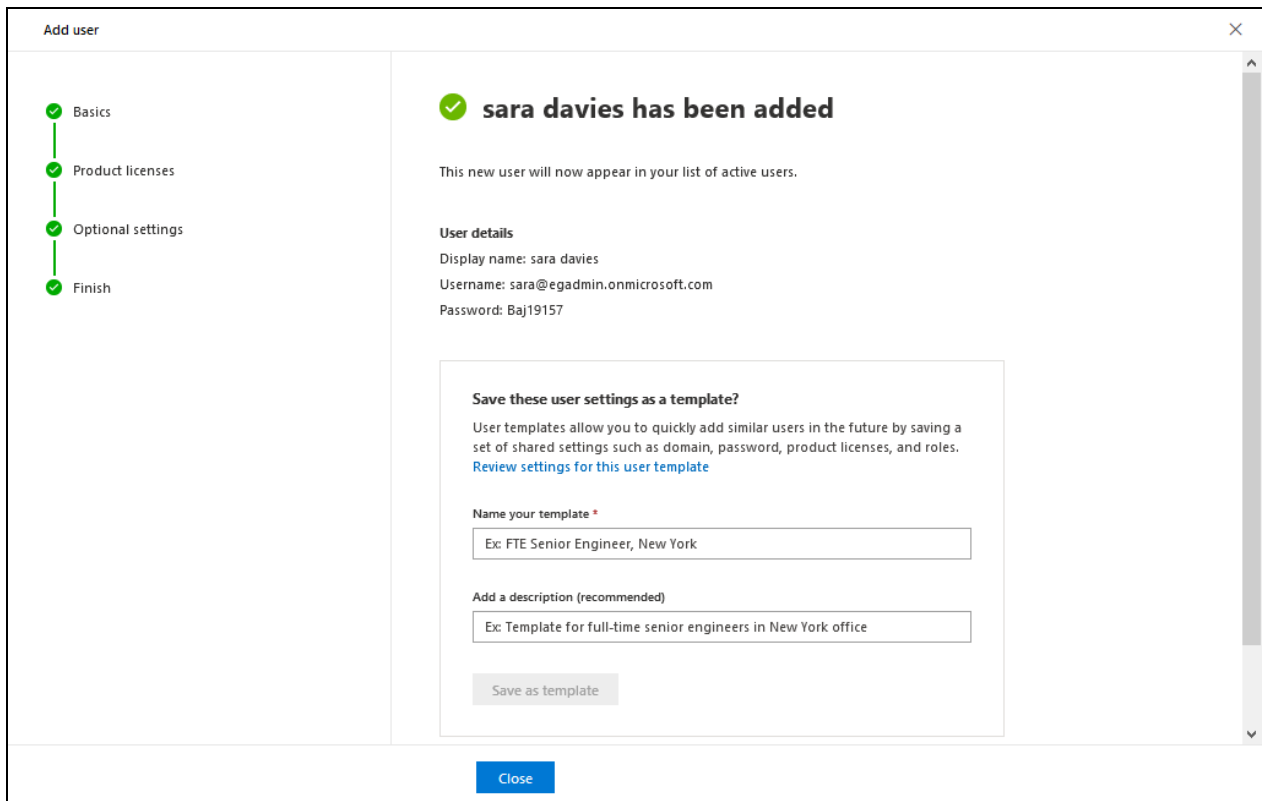 Add user
Basics
Product licenses
Optional settings
Finish
sara davies has been added
This new user will now appear in your list of active users.
User details
Display name: sara davies
Username: sara@egadmin.onmicrosoft.com
Password: Baj19157
Save these user settings as a template?
User templates allow you to quickly add similar users in the future by saving a
set of shared settings such as domain, password, product licenses, and roles.
Review settings for this user template
Name your template *
Ex: FTE Senior Engineer, New York
Add a description (recommended)
Ex: Template for full-time senior engineers in New York office
Save as template
Close